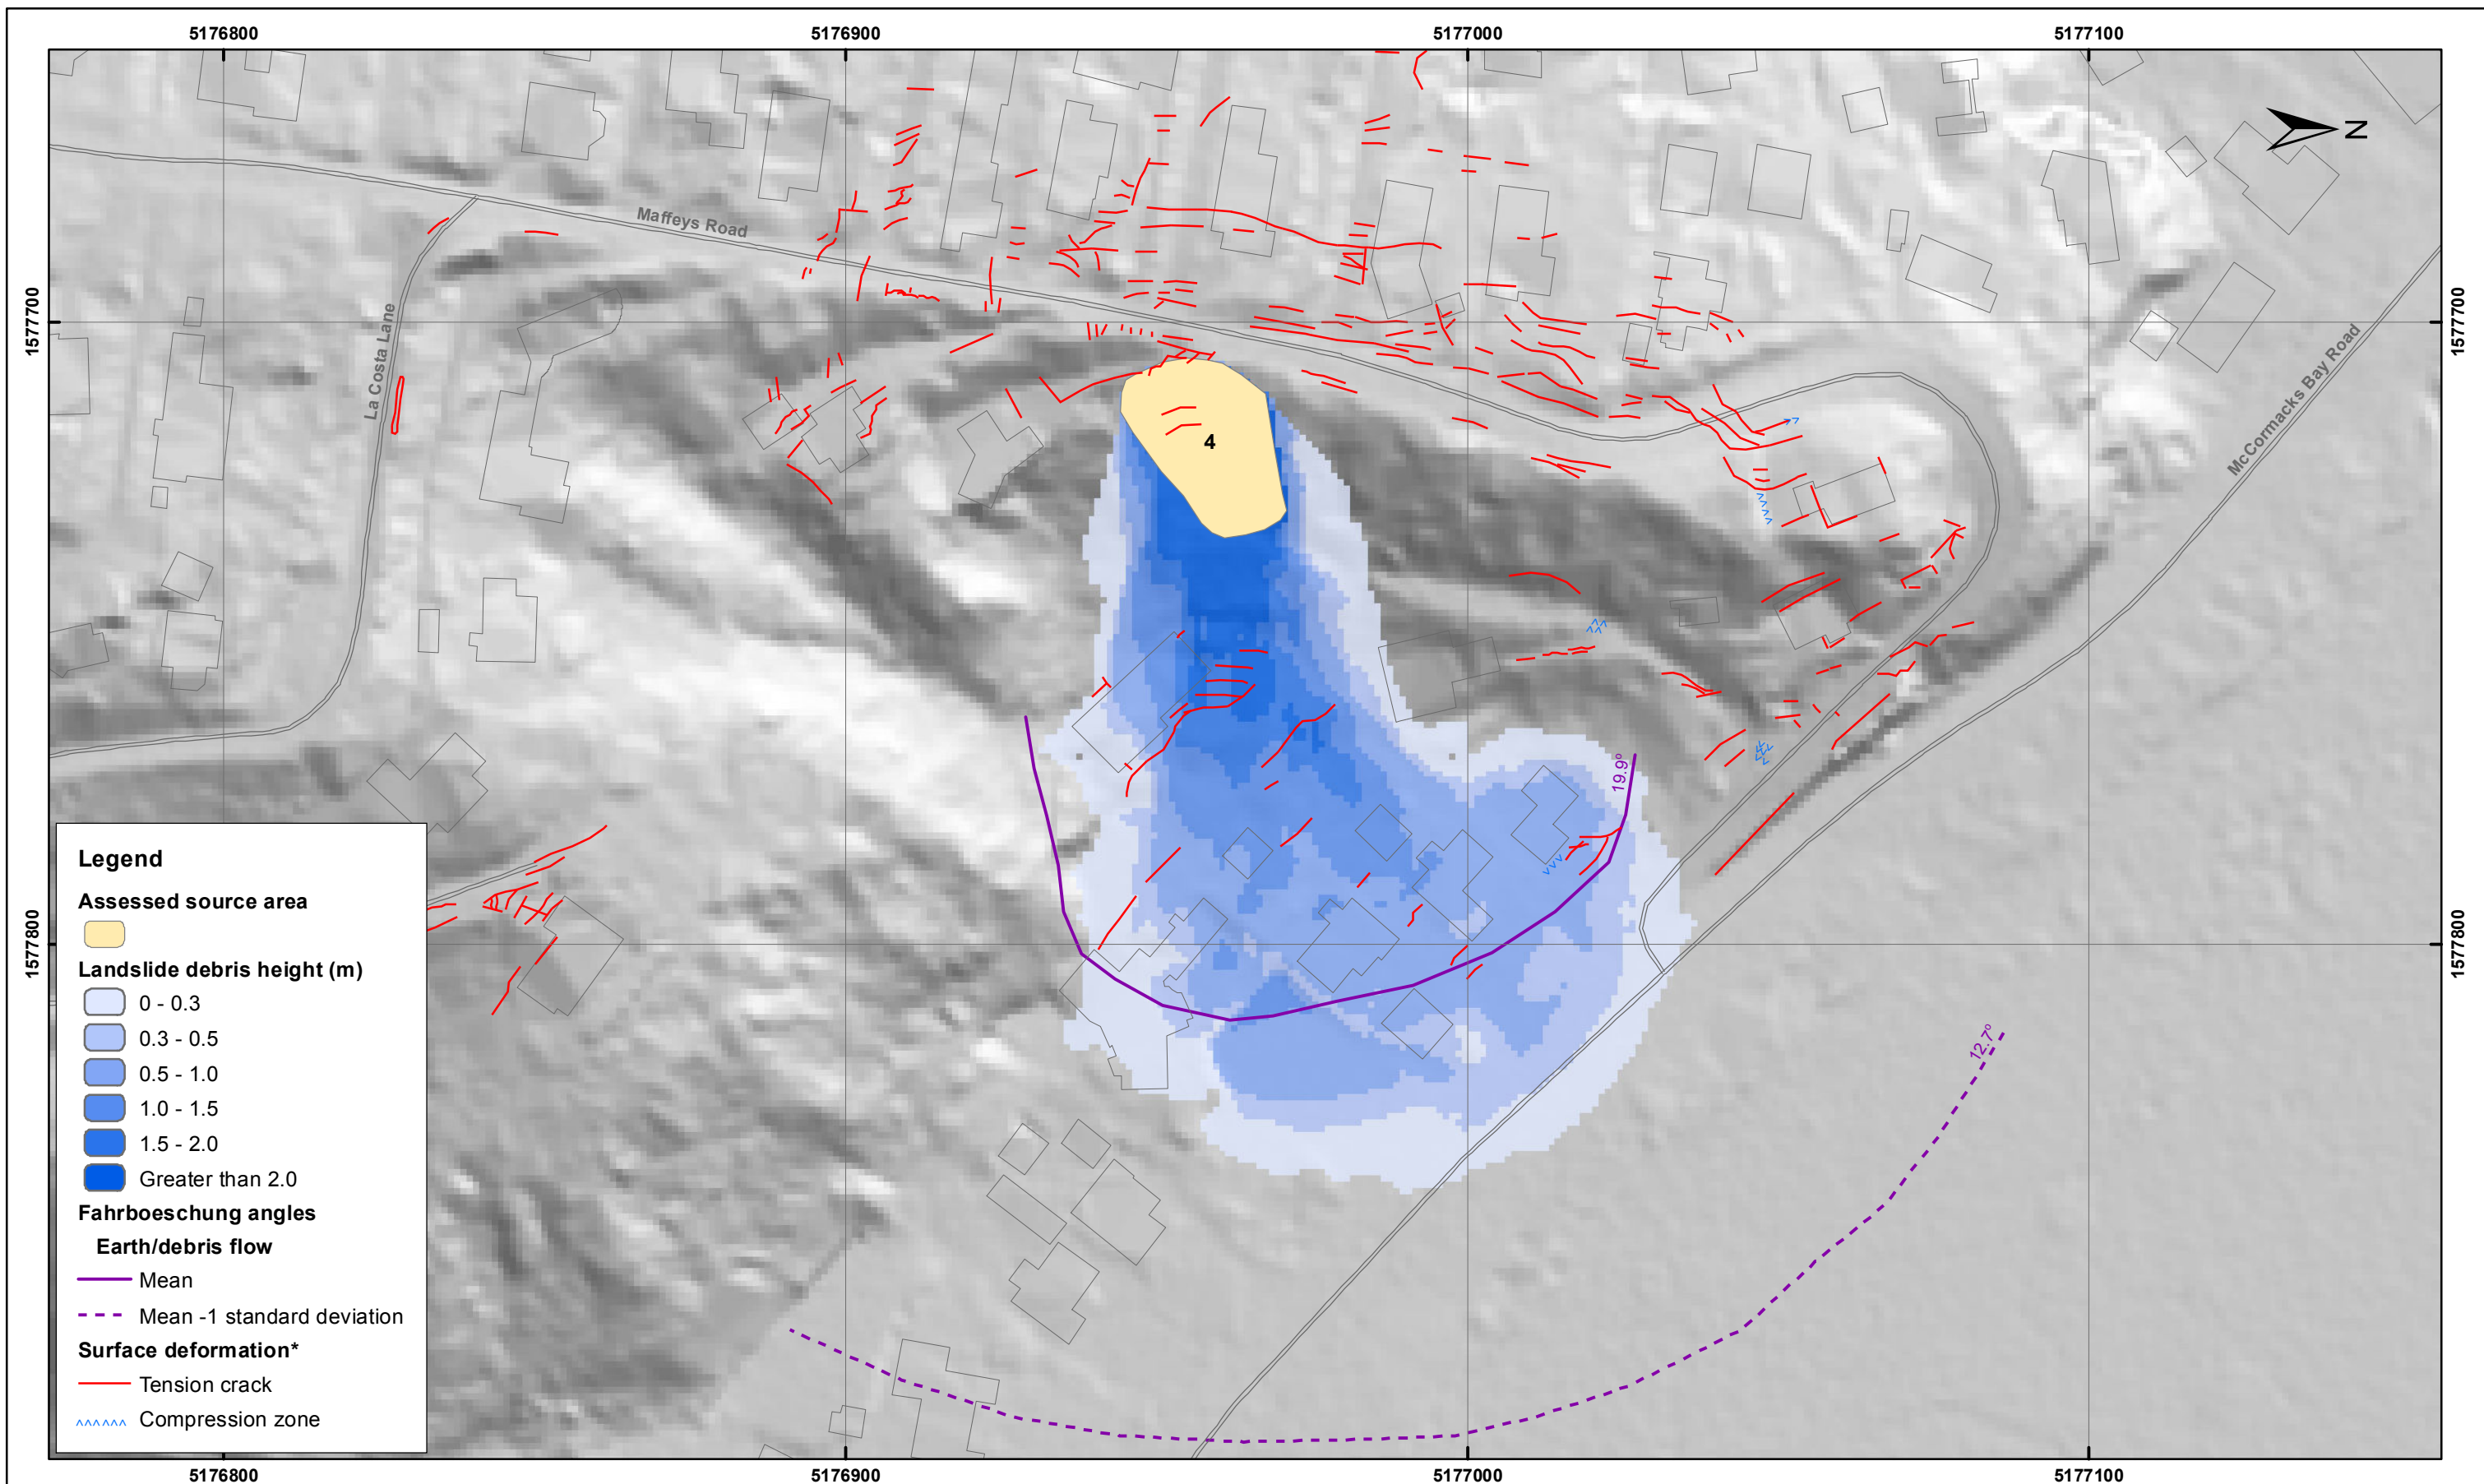 5176800
5176900
5177000
5177100
N
Maffeys Road
La Costa Lane
McCormacks Bay Road
1577700
1577700
4
19.9°
1577800
1577800
12.7°
Legend
Assessed source area
Landslide debris height (m)
0 - 0.3
0.3 - 0.5
0.5 - 1.0
1.0 - 1.5
1.5 - 2.0
Greater than 2.0
Fahrboeschung angles
Earth/debris flow
Mean
Mean -1 standard deviation
Surface deformation*
Tension crack
Compression zone
5176800
5176900
5177000
5177100